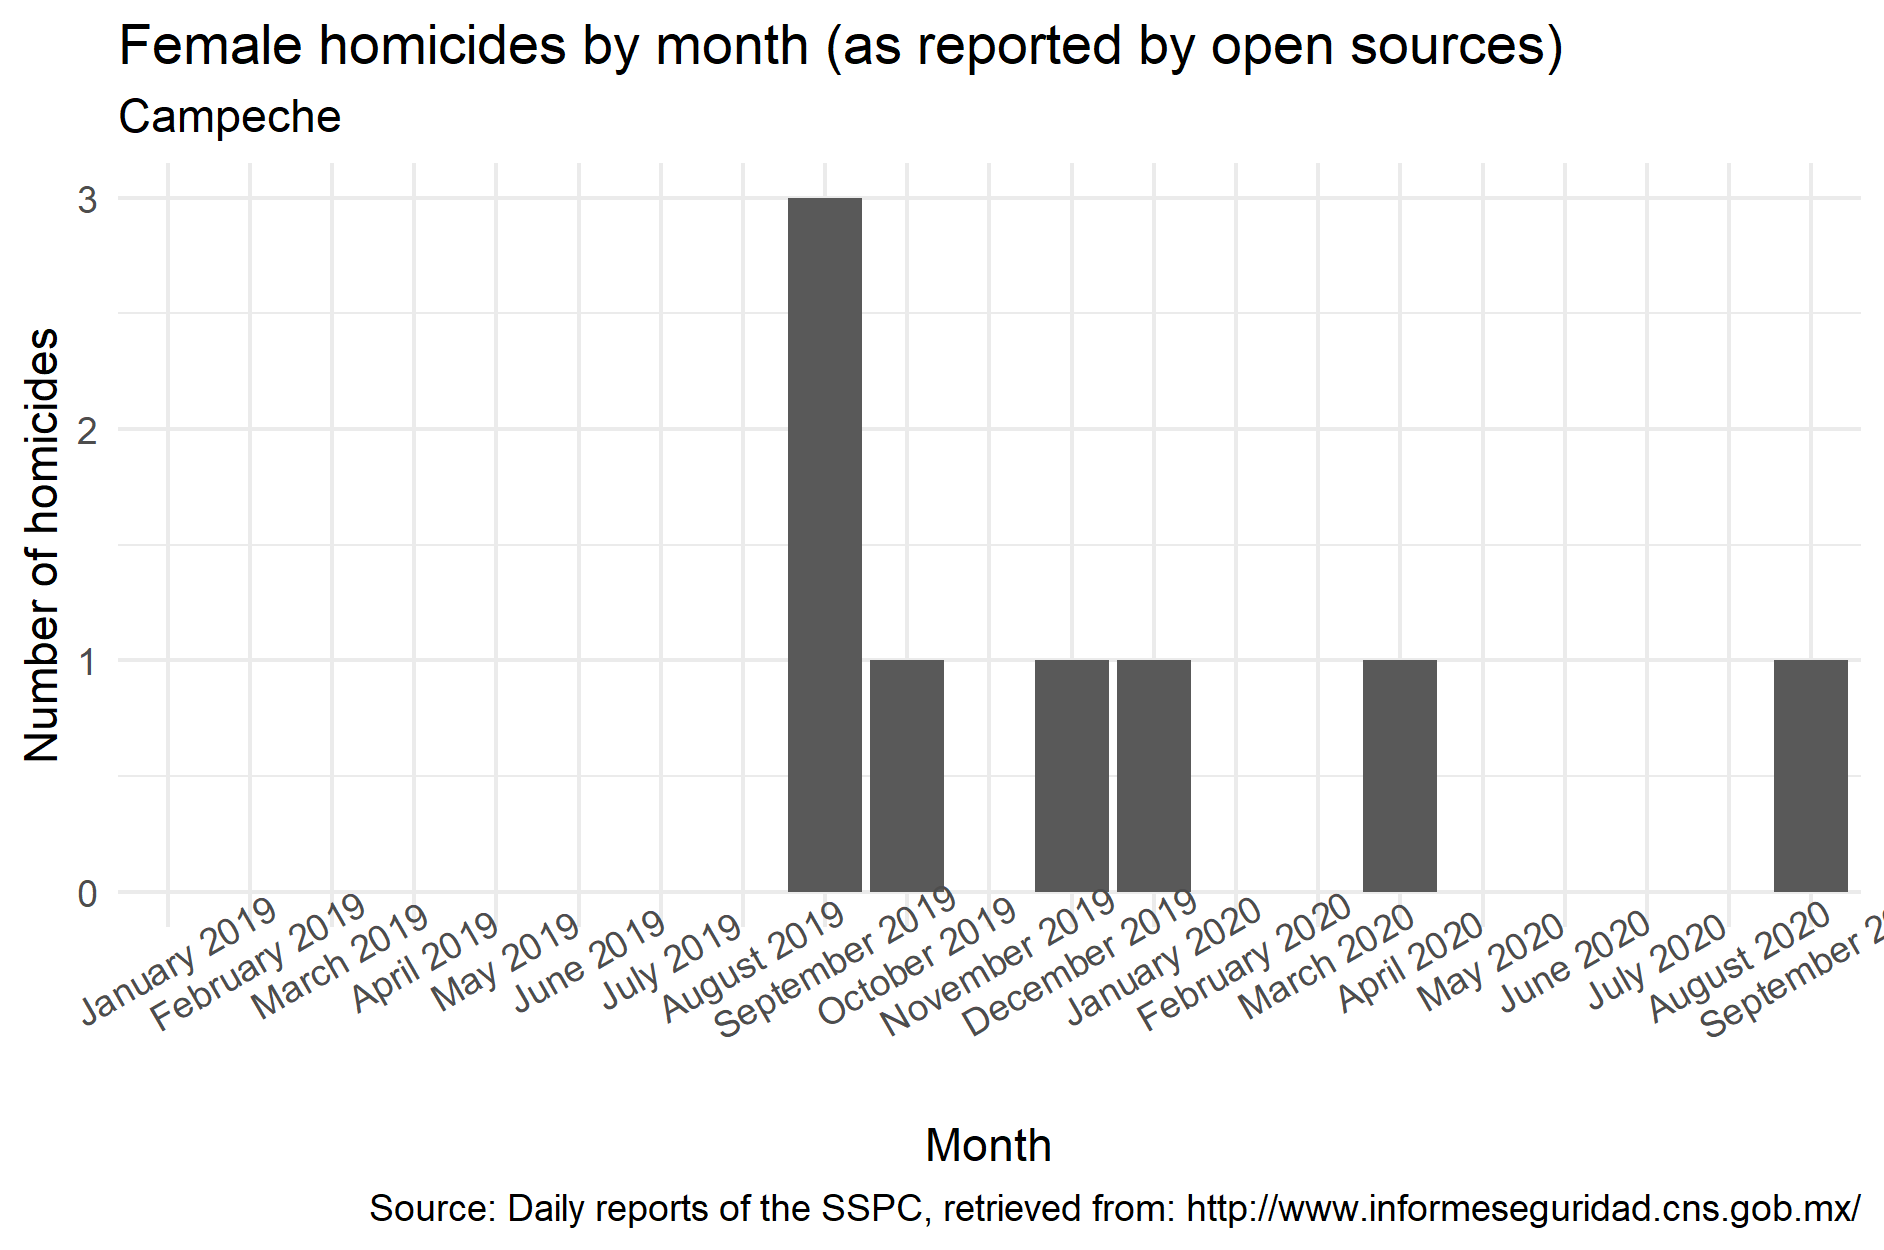 Female homicides by month (as reported by open sources)
Campeche
Number of homicides
3
2
1
0
January 2019
February 2019
March 2019
April 2019
May 2019
June 2019
July 2019
August 2019
September 2019
October 2019
November 2019
December 2019
January 2020
February 2020
March 2020
April 2020
May 2020
June 2020
July 2020
August 2020
September
Month
Source: Daily reports of the SSPC, retrieved from: http://www.informeseguridad.cns.gob.mx/